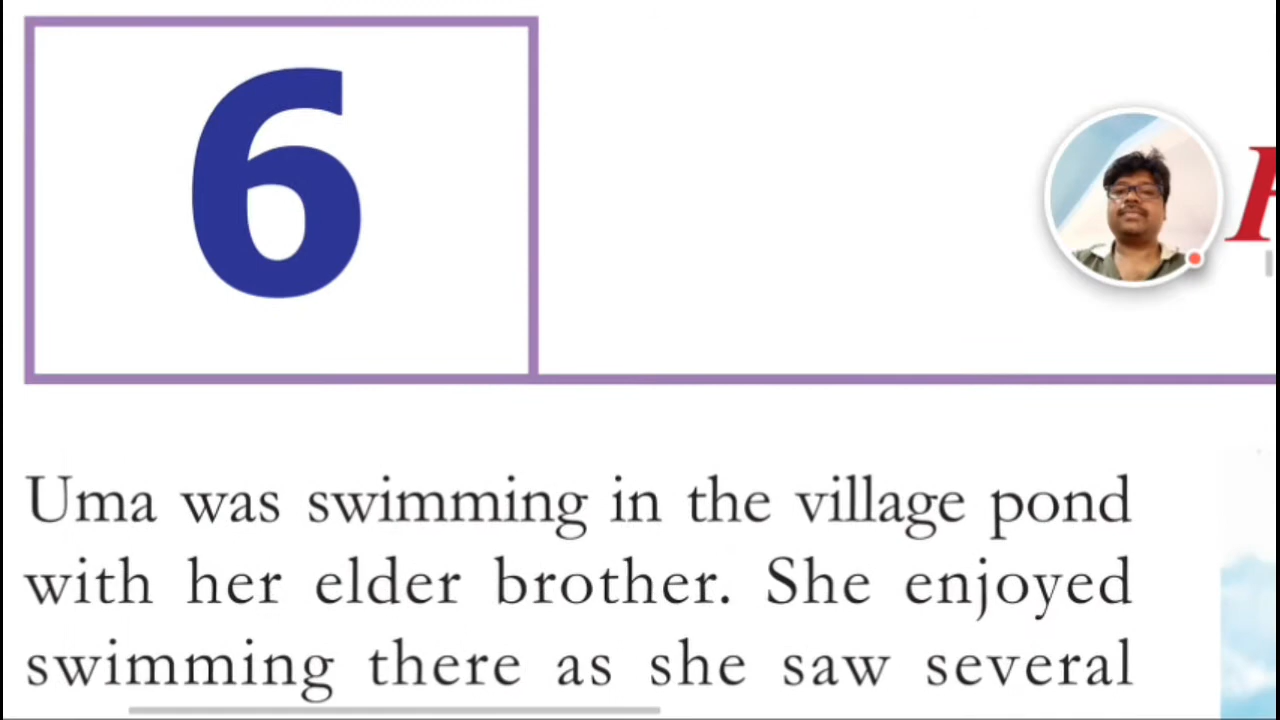 6
Uma was swimming in the village pond
with her elder brother. She enjoyed
swimming there as she saw several